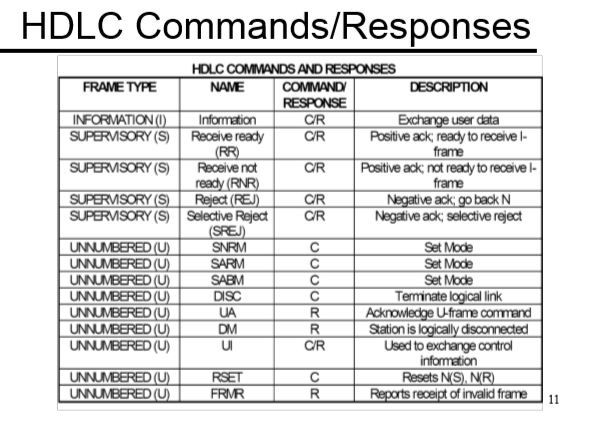 HDLC Commands/Responses
HDLC COMMANDS AND RESPONSES
FRAME TYPE NAME COMMAND/ RESPONSE DESCRIPTION
INFORMATION (I) Information C/R Exchange user data
SUPERVISORY (S) Receive ready (RR) C/R Positive ack; ready to receive I-frame
SUPERVISORY (S) Receive not ready (RNR) C/R Positive ack; not ready to receive I-frame
SUPERVISORY (S) Reject (REJ) C/R Negative ack; go back N
SUPERVISORY (S) Selective Reject (SREJ) C/R Negative ack; selective reject
UNNUMBERED (U) SNRM C Set Mode
UNNUMBERED (U) SARM C Set Mode
UNNUMBERED (U) SABM C Set Mode
UNNUMBERED (U) DISC C Terminate logical link
UNNUMBERED (U) UA R Acknowledge U-frame command
UNNUMBERED (U) DM R Station is logically disconnected
UNNUMBERED (U) UI C/R Used to exchange control information
UNNUMBERED (U) RSET C Resets N(S), N(R)
UNNUMBERED (U) FRMR R Reports receipt of invalid frame
11